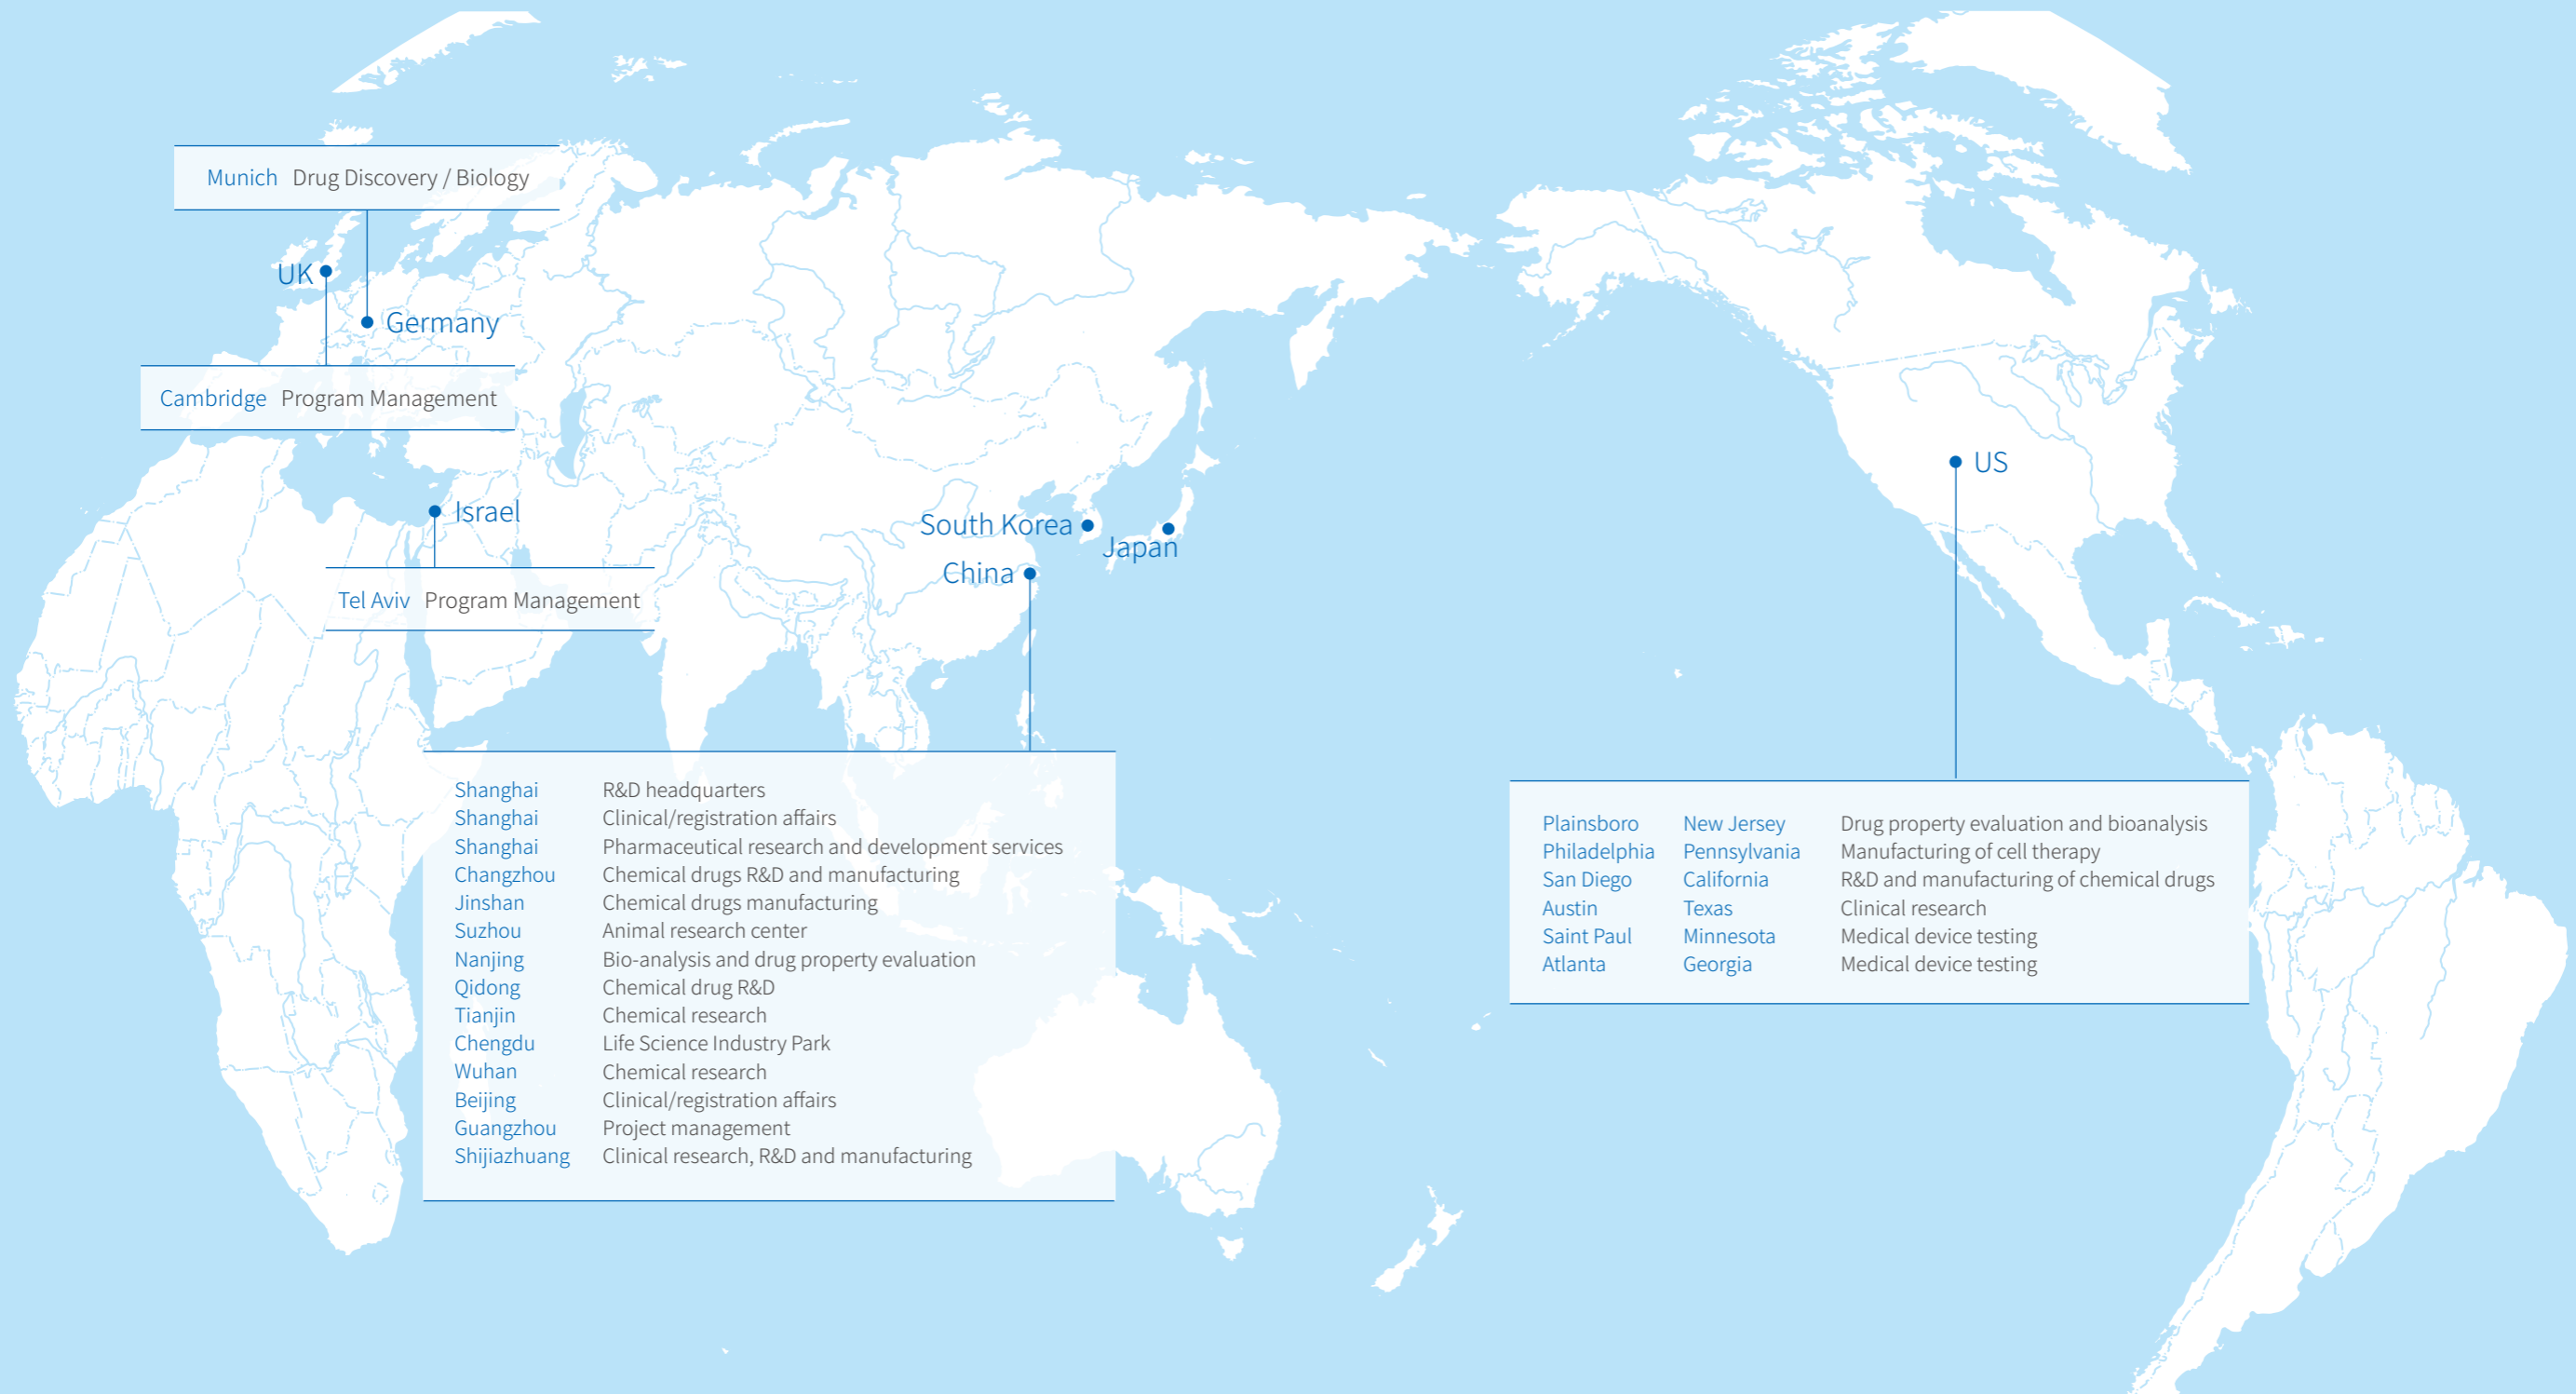 Munich Drug Discovery / Biology
UK
Germany
Cambridge Program Management
US
Israel
South Korea
Japan
China
Tel Aviv Program Management
Shanghai R&D headquarters
Shanghai Clinical/registration affairs
Shanghai Pharmaceutical research and development services
Changzhou Chemical drugs R&D and manufacturing
Jinshan Chemical drugs manufacturing
Suzhou Animal research center
Nanjing Bio-analysis and drug property evaluation
Qidong Chemical drug R&D
Tianjin Chemical research
Chengdu Life Science Industry Park
Wuhan Chemical research
Beijing Clinical/registration affairs
Guangzhou Project management
Shijiazhuang Clinical research, R&D and manufacturing
Plainsboro New Jersey Drug property evaluation and bioanalysis
Philadelphia Pennsylvania Manufacturing of cell therapy
San Diego California R&D and manufacturing of chemical drugs
Austin Texas Clinical research
Saint Paul Minnesota Medical device testing
Atlanta Georgia Medical device testing